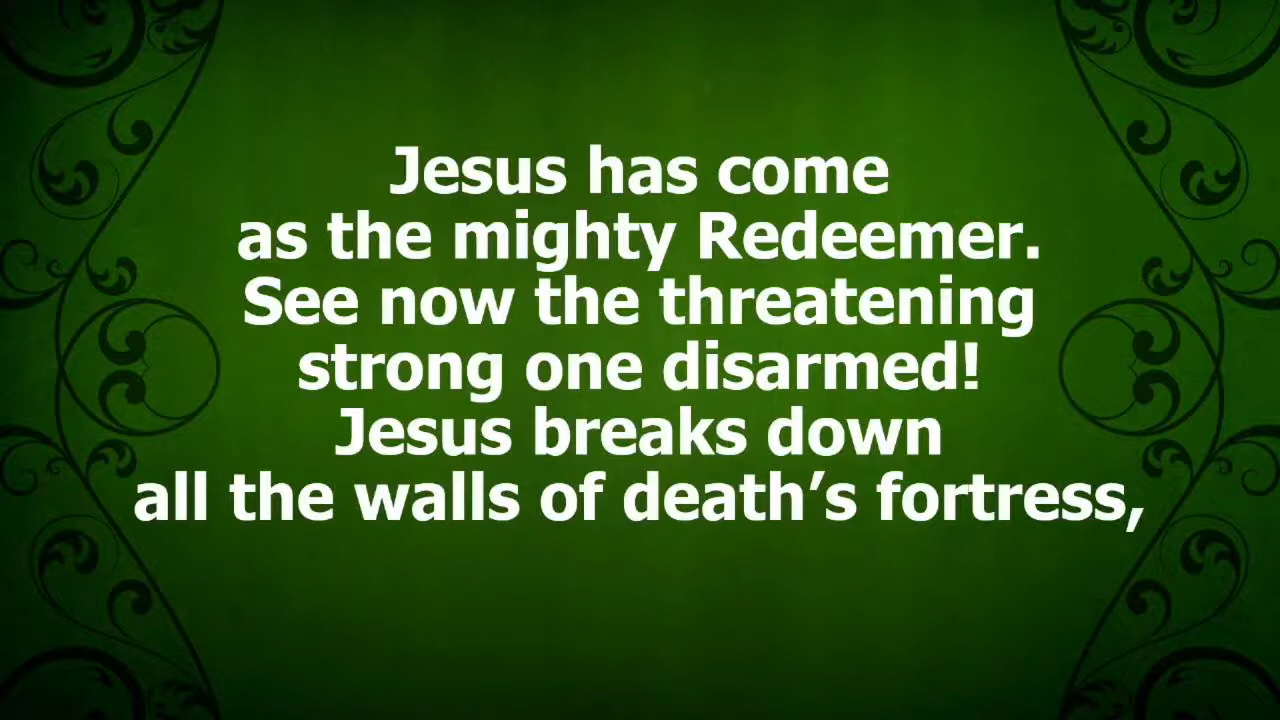 Jesus has come
as the mighty Redeemer.
See now the threatening
strong one disarmed!
Jesus breaks down
all the walls of death’s fortress,